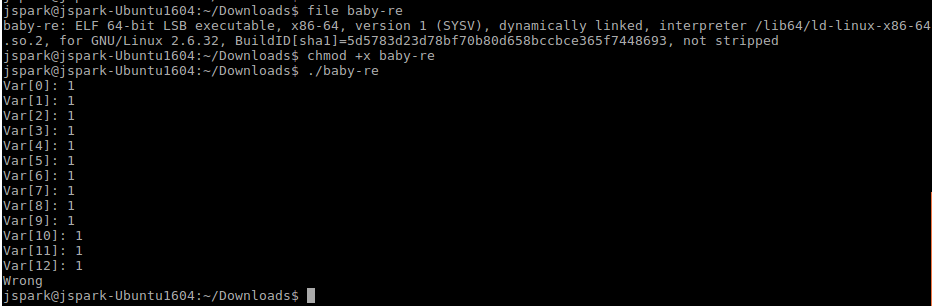 jspark@jspark-Ubuntu1604:~/Downloads$ file baby-re
baby-re: ELF 64-bit LSB executable, x86-64, version 1 (SYSV), dynamically linked, interpreter /lib64/ld-linux-x86-64
.so.2, for GNU/Linux 2.6.32, BuildID[sha1]=5d5783d23d78bf70b80d658bccbce365f7448693, not stripped
jspark@jspark-Ubuntu1604:~/Downloads$ chmod +x baby-re
jspark@jspark-Ubuntu1604:~/Downloads$ ./baby-re
Var[0]: 1
Var[1]: 1
Var[2]: 1
Var[3]: 1
Var[4]: 1
Var[5]: 1
Var[6]: 1
Var[7]: 1
Var[8]: 1
Var[9]: 1
Var[10]: 1
Var[11]: 1
Var[12]: 1
Wrong
jspark@jspark-Ubuntu1604:~/Downloads$